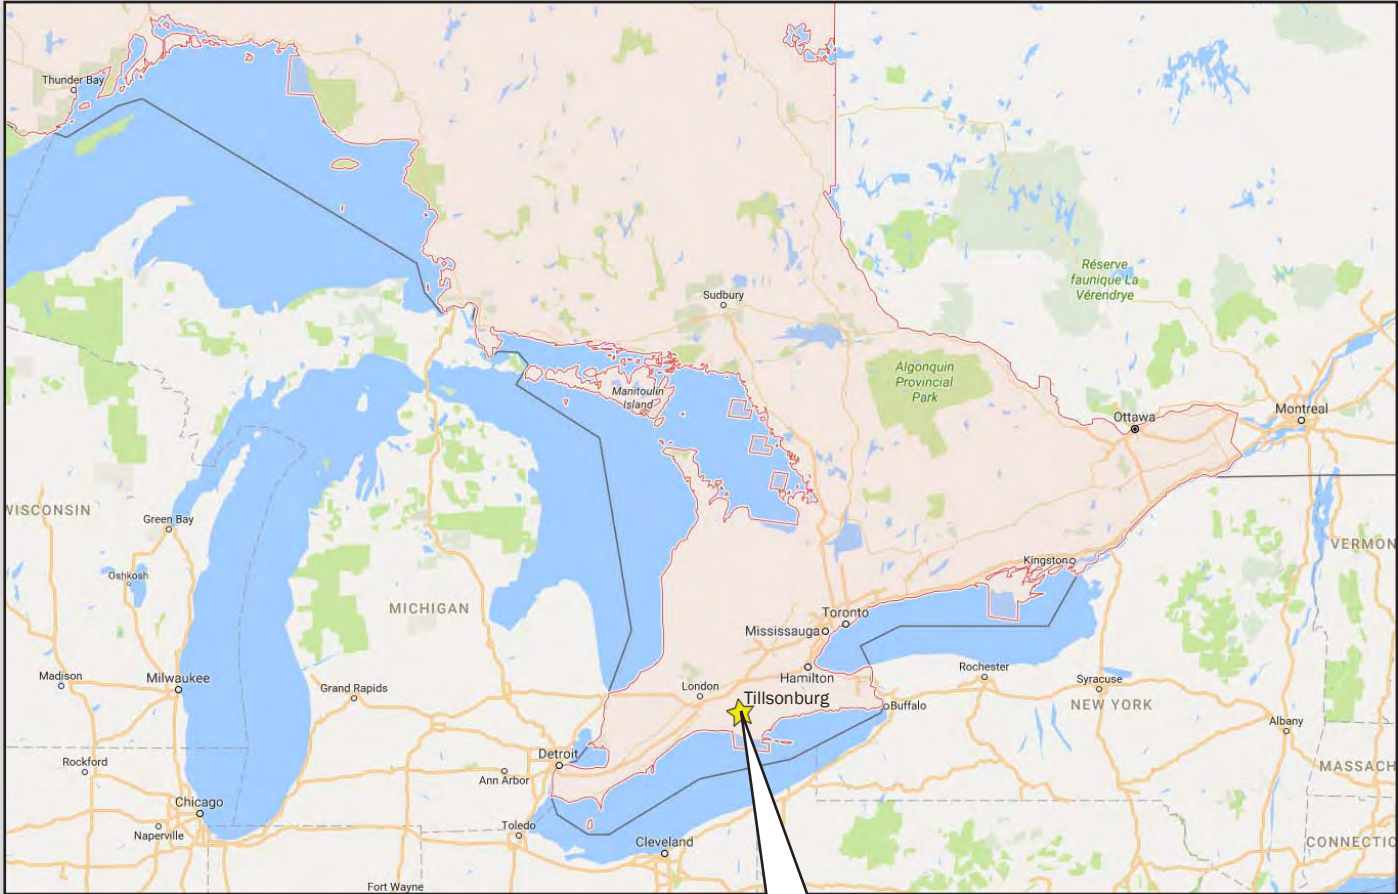 Thunder Bay
Sudbury
Réserve
faunique La
Vérendrye
Algonquin
Provincial
Park
Manitoulin
Island
Ottawa
Montreal
WISCONSIN
Green Bay
Oshkosh
VERMON
Kingston
MICHIGAN
Toronto
Mississauga
Hamilton
Rochester
Syracuse
NEW YORK
Madison
Milwaukee
Grand Rapids
London
Tillsonburg
Buffalo
Albany
Detroit
Rockford
Ann Arbor
MASSACH
Chicago
Naperville
Toledo
Cleveland
CONNECTIC
Fort Wayne